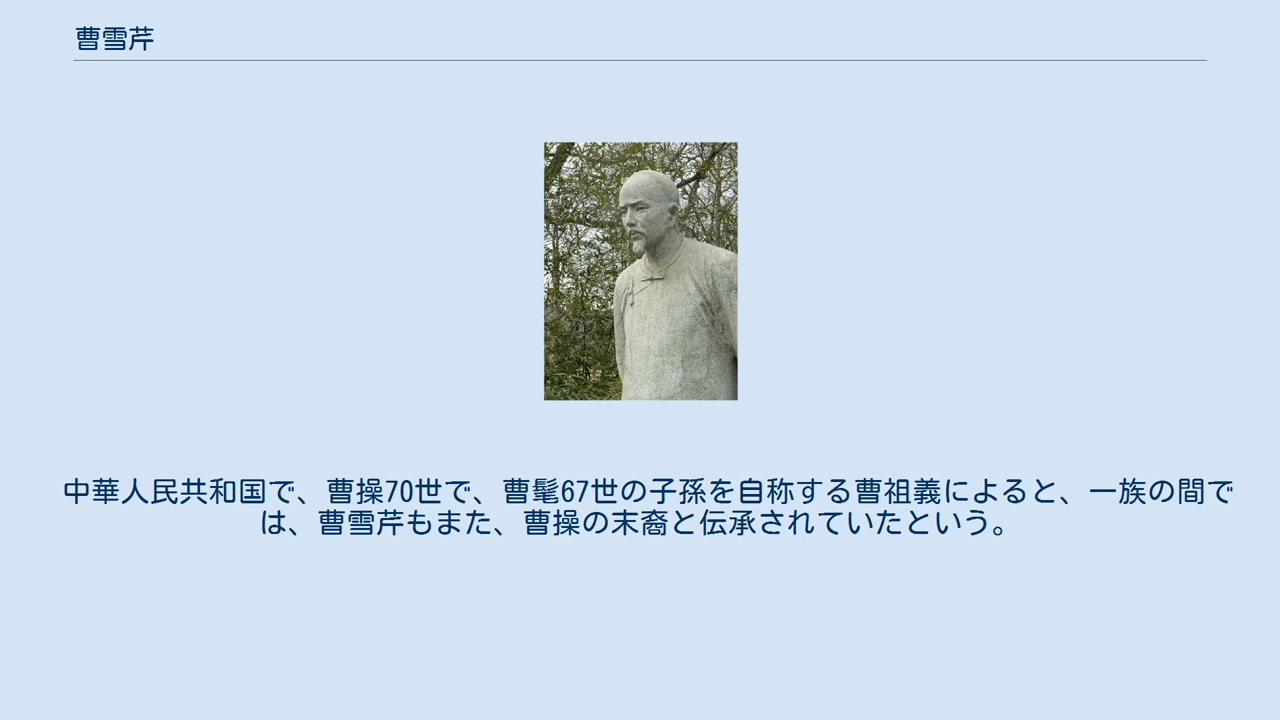 曹雪芹
中華人民共和国で、曹操70世で、曹髦67世の子孫を自称する曹祖義によると、一族の間で
は、曹雪芹もまた、曹操の末裔と伝承されていたという。